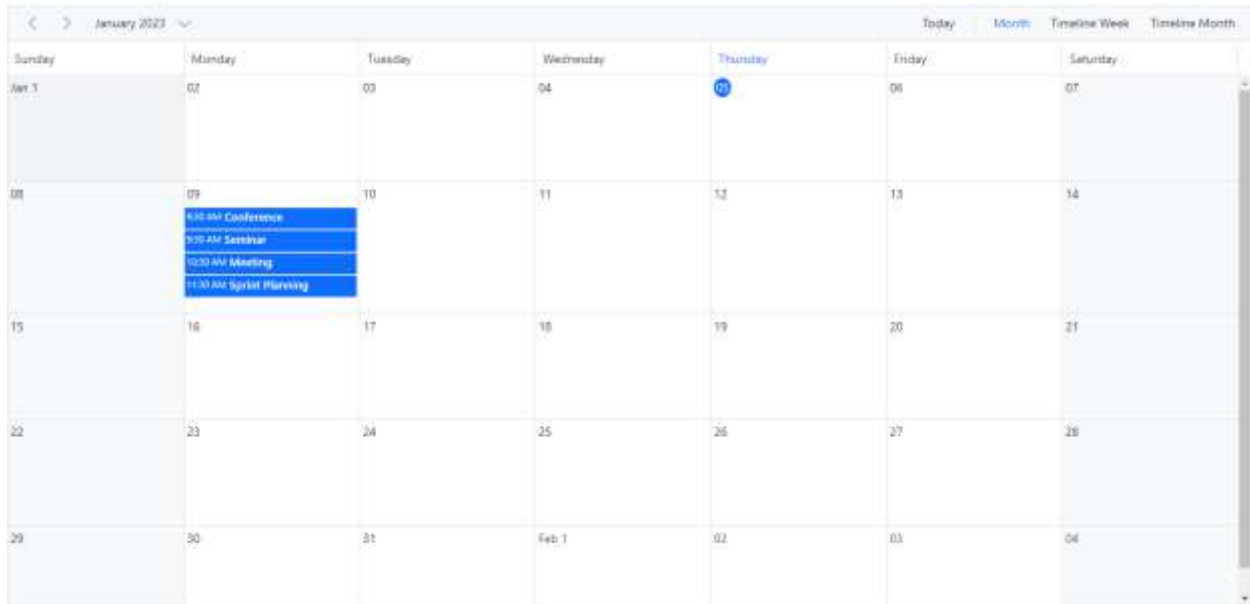 January 2023 Today Month Timeline Week Timeline Month
Sunday Monday Tuesday Wednesday Thursday Friday Saturday
Jan 1 02 03 04 05 06 07
08 09 10 11 12 13 14
9:30 AM Conference
9:30 AM Seminar
10:30 AM Meeting
11:30 AM Sprint Planning
15 16 17 18 19 20 21
22 23 24 25 26 27 28
29 30 31 Feb 1 02 03 04